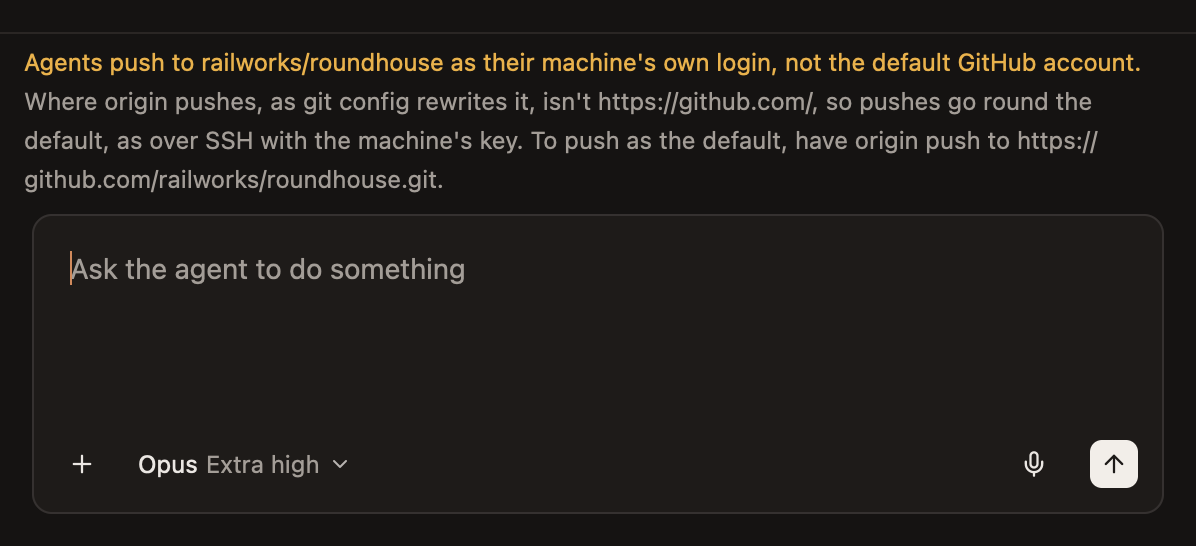 Agents push to railworks/roundhouse as their machine's own login, not the default GitHub account.
Where origin pushes, as git config rewrites it, isn't https://github.com/, so pushes go round the
default, as over SSH with the machine's key. To push as the default, have origin push to https://
github.com/railworks/roundhouse.git.
Ask the agent to do something
Opus Extra high